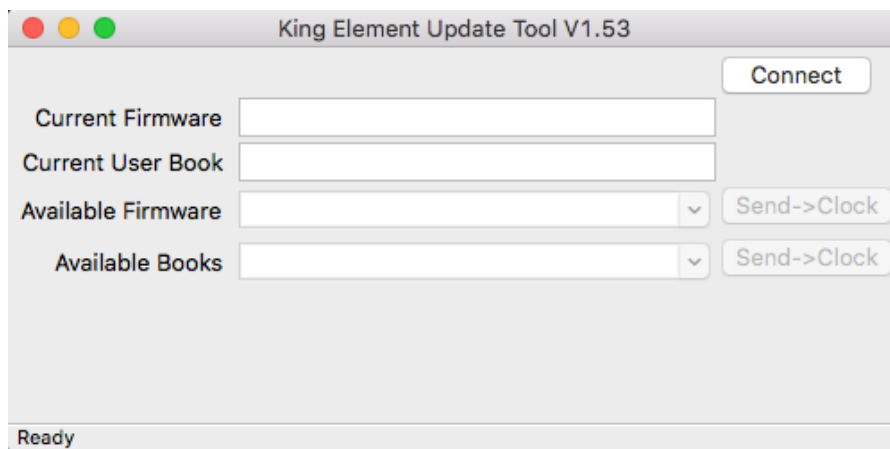 King Element Update Tool V1.53
Connect
Current Firmware
Current User Book
Available Firmware Send->Clock
Available Books Send->Clock
Ready